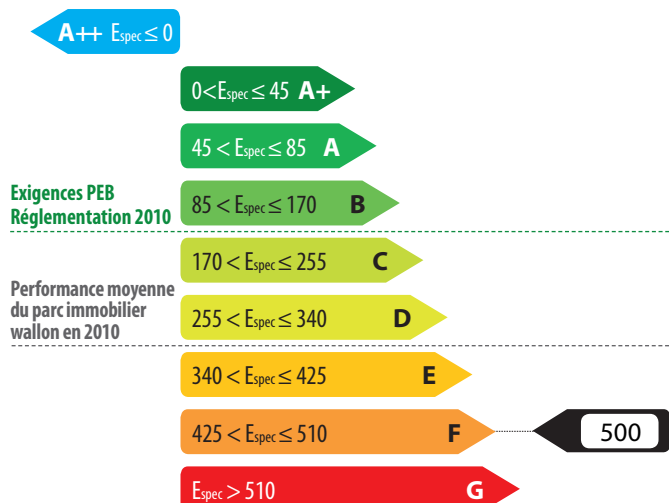 A++ Espec ≤ 0
0<Espec ≤ 45 A+
45 < Espec ≤ 85 A
Exigences PEB
Réglementation 2010
85 < Espec ≤ 170 B
170 < Espec ≤ 255 C
Performance moyenne
du parc immobilier
wallon en 2010
255 < Espec ≤ 340 D
340 < Espec ≤ 425 E
425 < Espec ≤ 510 F
500
Espec > 510 G